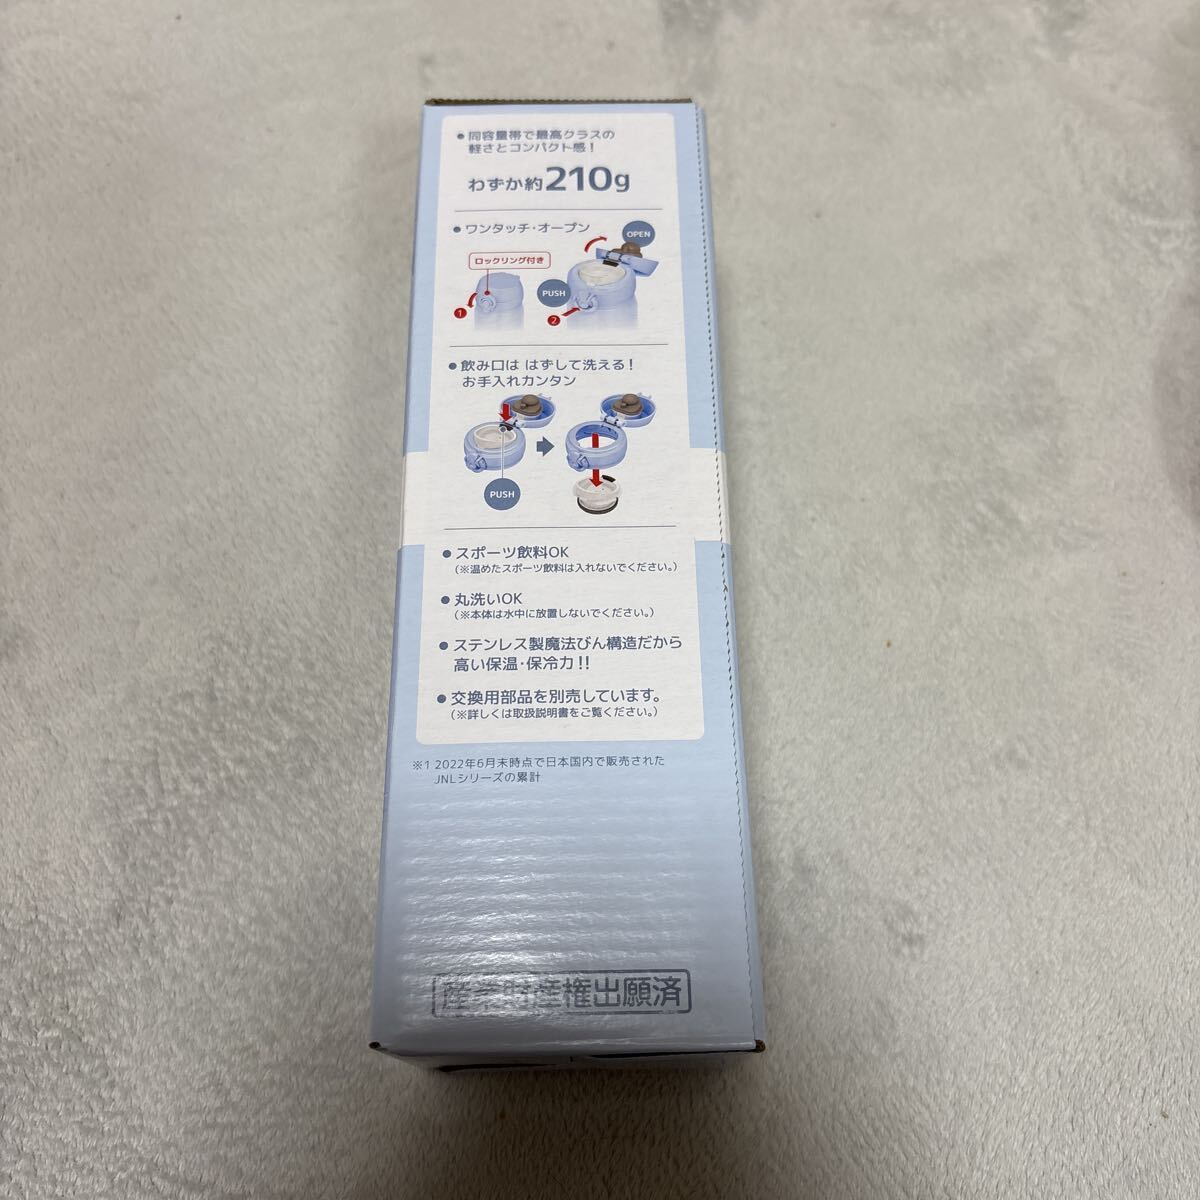 ● 同容量帯で最高クラスの
軽さとコンパクト感!
わずか約210g
● ワンタッチ・オープン
OPEN
ロックリング付き
PUSH
1
2
● 飲み口は はずして洗える!
お手入れカンタン
PUSH
● スポーツ飲料OK
(※温めたスポーツ飲料は入れないでください。)
● 丸洗いOK
(※本体は水中に放置しないでください。)
● ステンレス製魔法びん構造だから
高い保温・保冷力!!
● 交換用部品を別売しています。
(※詳しくは取扱説明書をご覧ください。)
※1 2022年6月末時点で日本国内で販売された
JNLシリーズの累計
産業財産権出願済